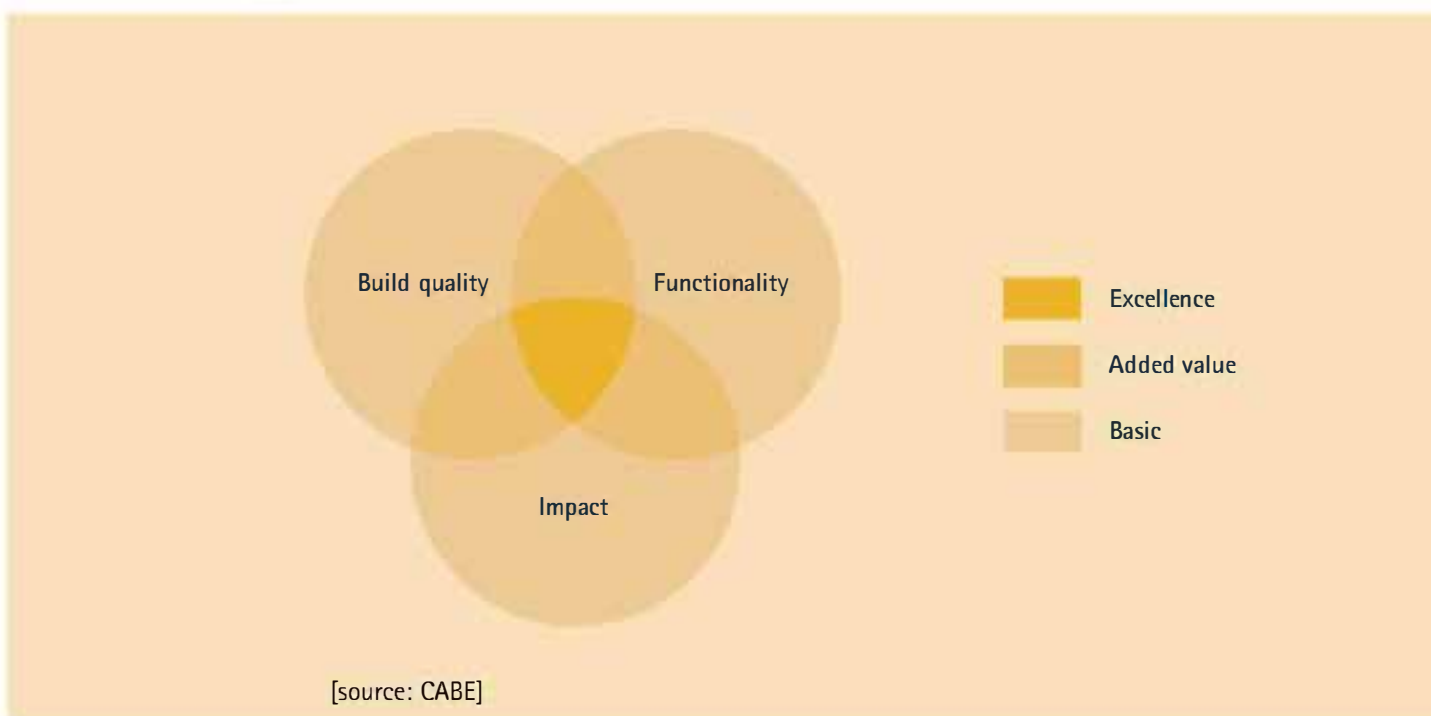 Build quality
Functionality
Impact
Excellence
Added value
Basic
[source: CABE]